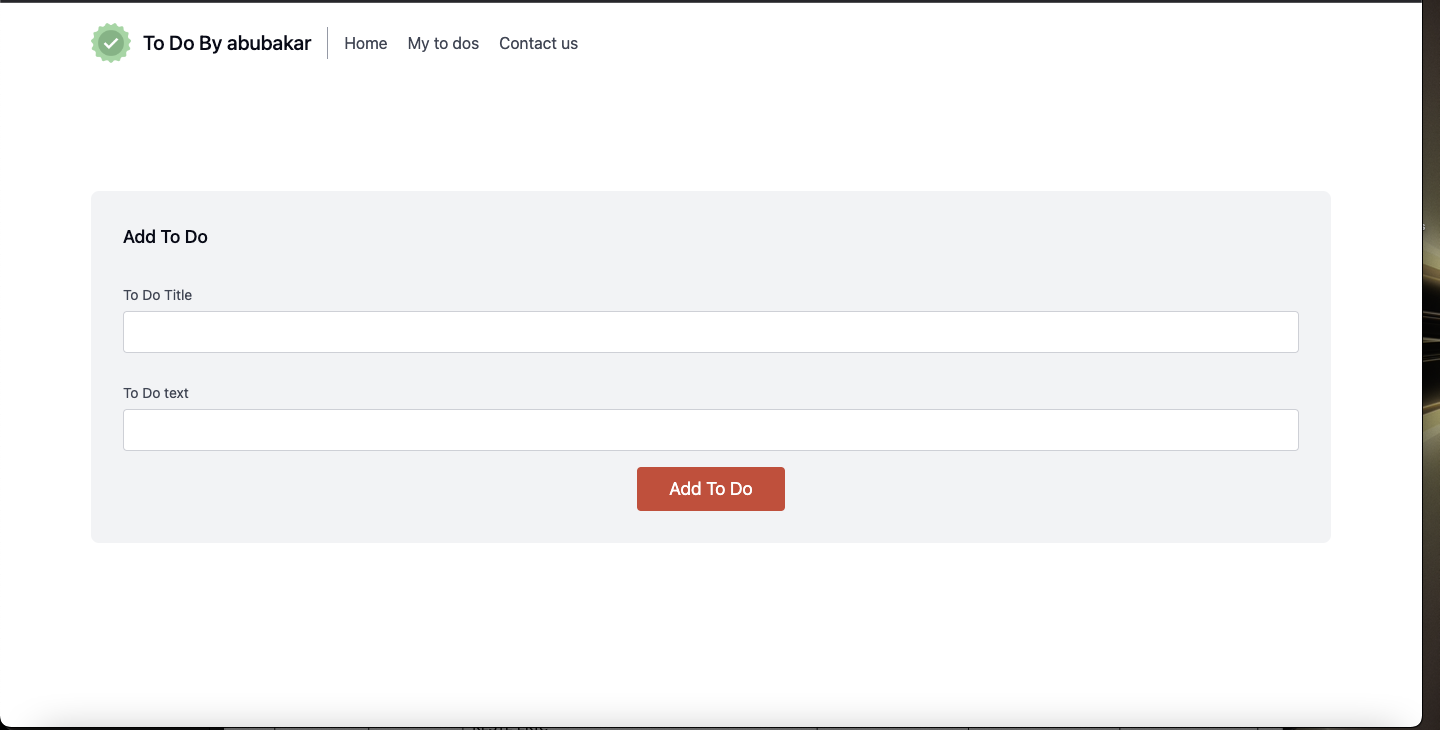 To Do By abubakar
Home My to dos Contact us
Add To Do
To Do Title
To Do text
Add To Do